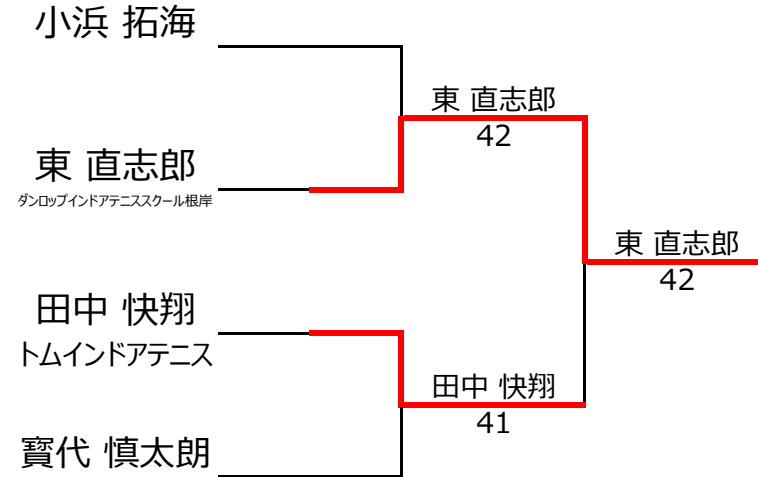 小浜 拓海
東 直志郎
42
東 直志郎
ダンロップインドアテニススクール根岸
東 直志郎
42
田中 快翔
トムインドアテニス
田中 快翔
41
寳代 慎太朗